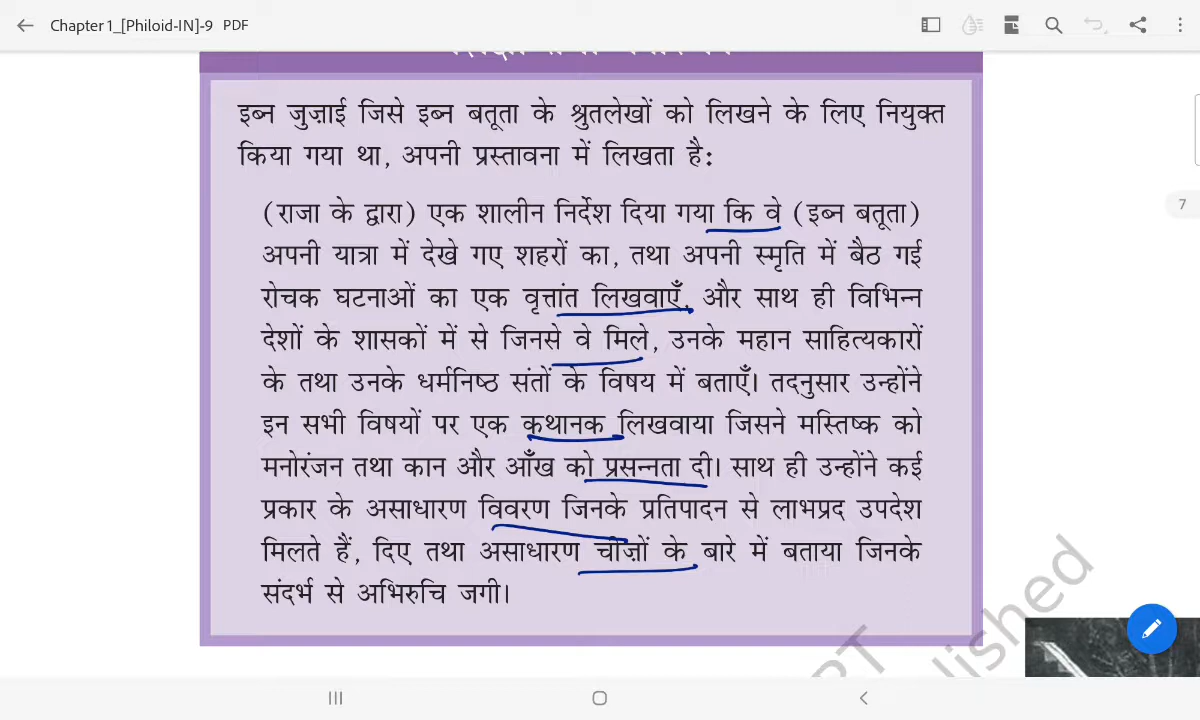 Chapter 1_[Philoid-IN]-9 PDF
इब्न जुज़ाई जिसे इब्न बतूता के श्रुतलेखों को लिखने के लिए नियुक्त
किया गया था, अपनी प्रस्तावना में लिखता है:
(राजा के द्वारा) एक शालीन निर्देश दिया गया कि वे (इब्न बतूता)
अपनी यात्रा में देखे गए शहरों का, तथा अपनी स्मृति में बैठ गई
रोचक घटनाओं का एक वृत्तांत लिखवाएँ, और साथ ही विभिन्न
देशों के शासकों में से जिनसे वे मिले, उनके महान साहित्यकारों
के तथा उनके धर्मनिष्ठ संतों के विषय में बताएँ। तदनुसार उन्होंने
इन सभी विषयों पर एक कथानक लिखवाया जिसने मस्तिष्क को
मनोरंजन तथा कान और आँख को प्रसन्नता दी। साथ ही उन्होंने कई
प्रकार के असाधारण विवरण जिनके प्रतिपादन से लाभप्रद उपदेश
मिलते हैं, दिए तथा असाधारण चीज़ों के बारे में बताया जिनके
संदर्भ से अभिरुचि जगी।
7